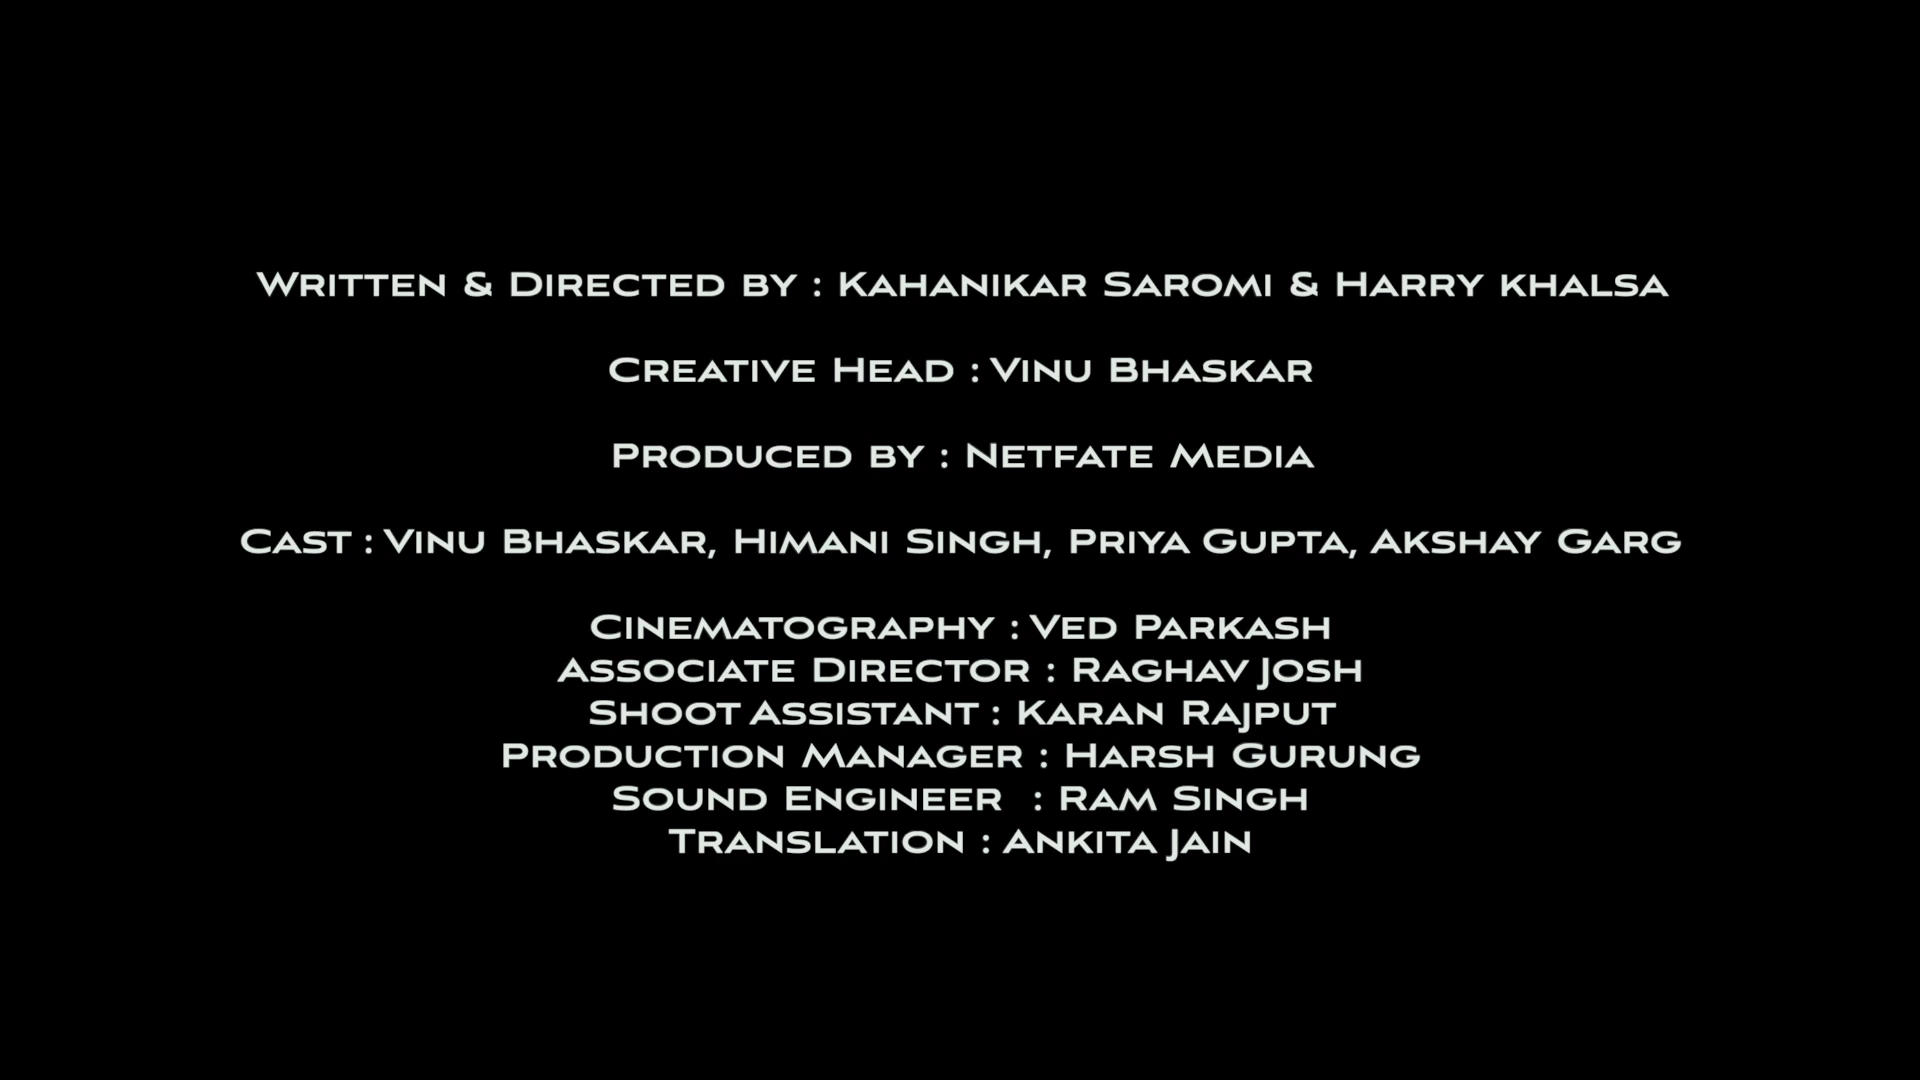 Written & Directed by : Kahanikar Saromi & Harry khalsa
Creative Head : Vinu Bhaskar
Produced by : Netfate Media
Cast : Vinu Bhaskar, Himani Singh, Priya Gupta, Akshay Garg
Cinematography : Ved Parkash
Associate Director : Raghav Josh
Shoot Assistant : Karan Rajput
Production Manager : Harsh Gurung
Sound Engineer  : Ram Singh
Translation : Ankita Jain